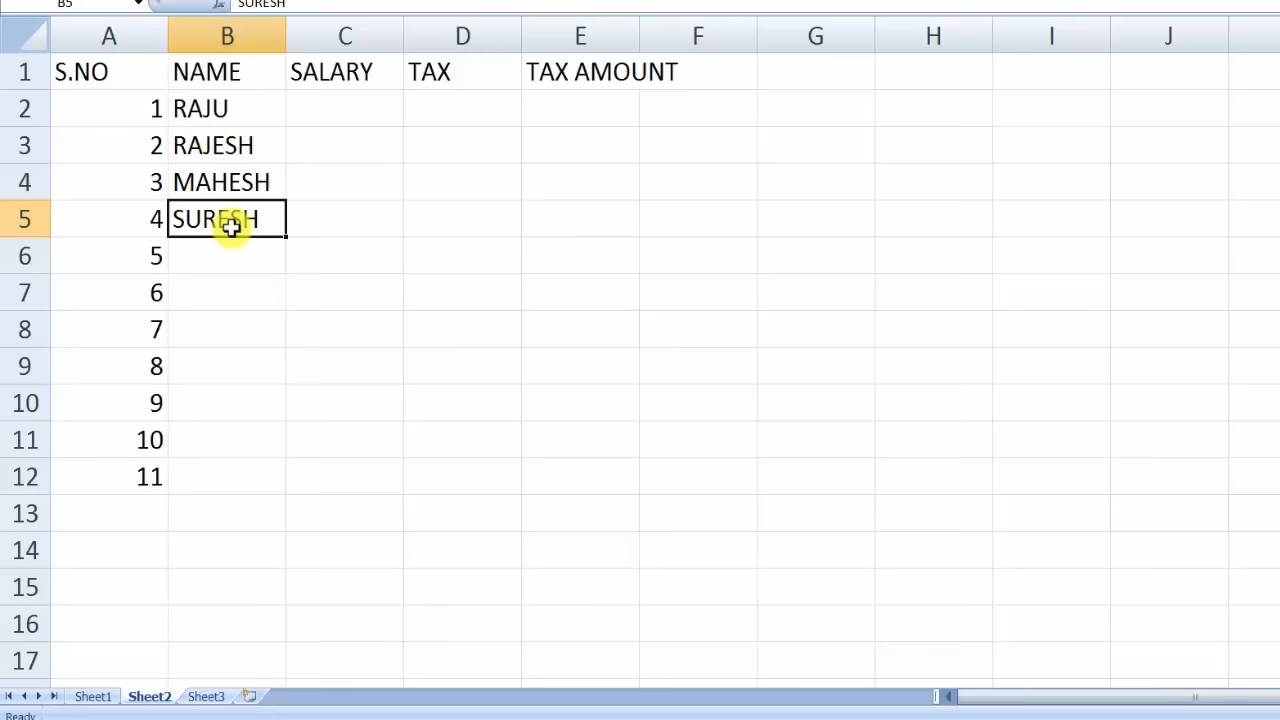 B5 SURESH
A B C D E F G H I J
1 S.NO NAME SALARY TAX TAX AMOUNT
2 1 RAJU
3 2 RAJESH
4 3 MAHESH
5 4 SURESH
6 5
7 6
8 7
9 8
10 9
11 10
12 11
13
14
15
16
17
Sheet1 Sheet2 Sheet3
Ready